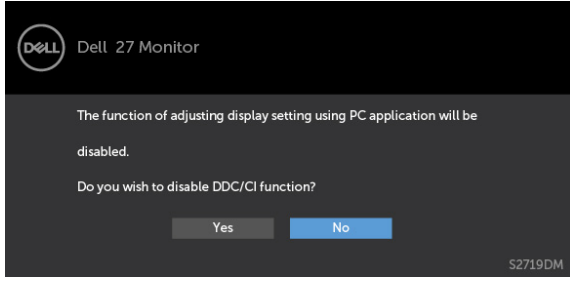 DELL
Dell 27 Monitor
The function of adjusting display setting using PC application will be
disabled.
Do you wish to disable DDC/CI function?
Yes No
S2719DM